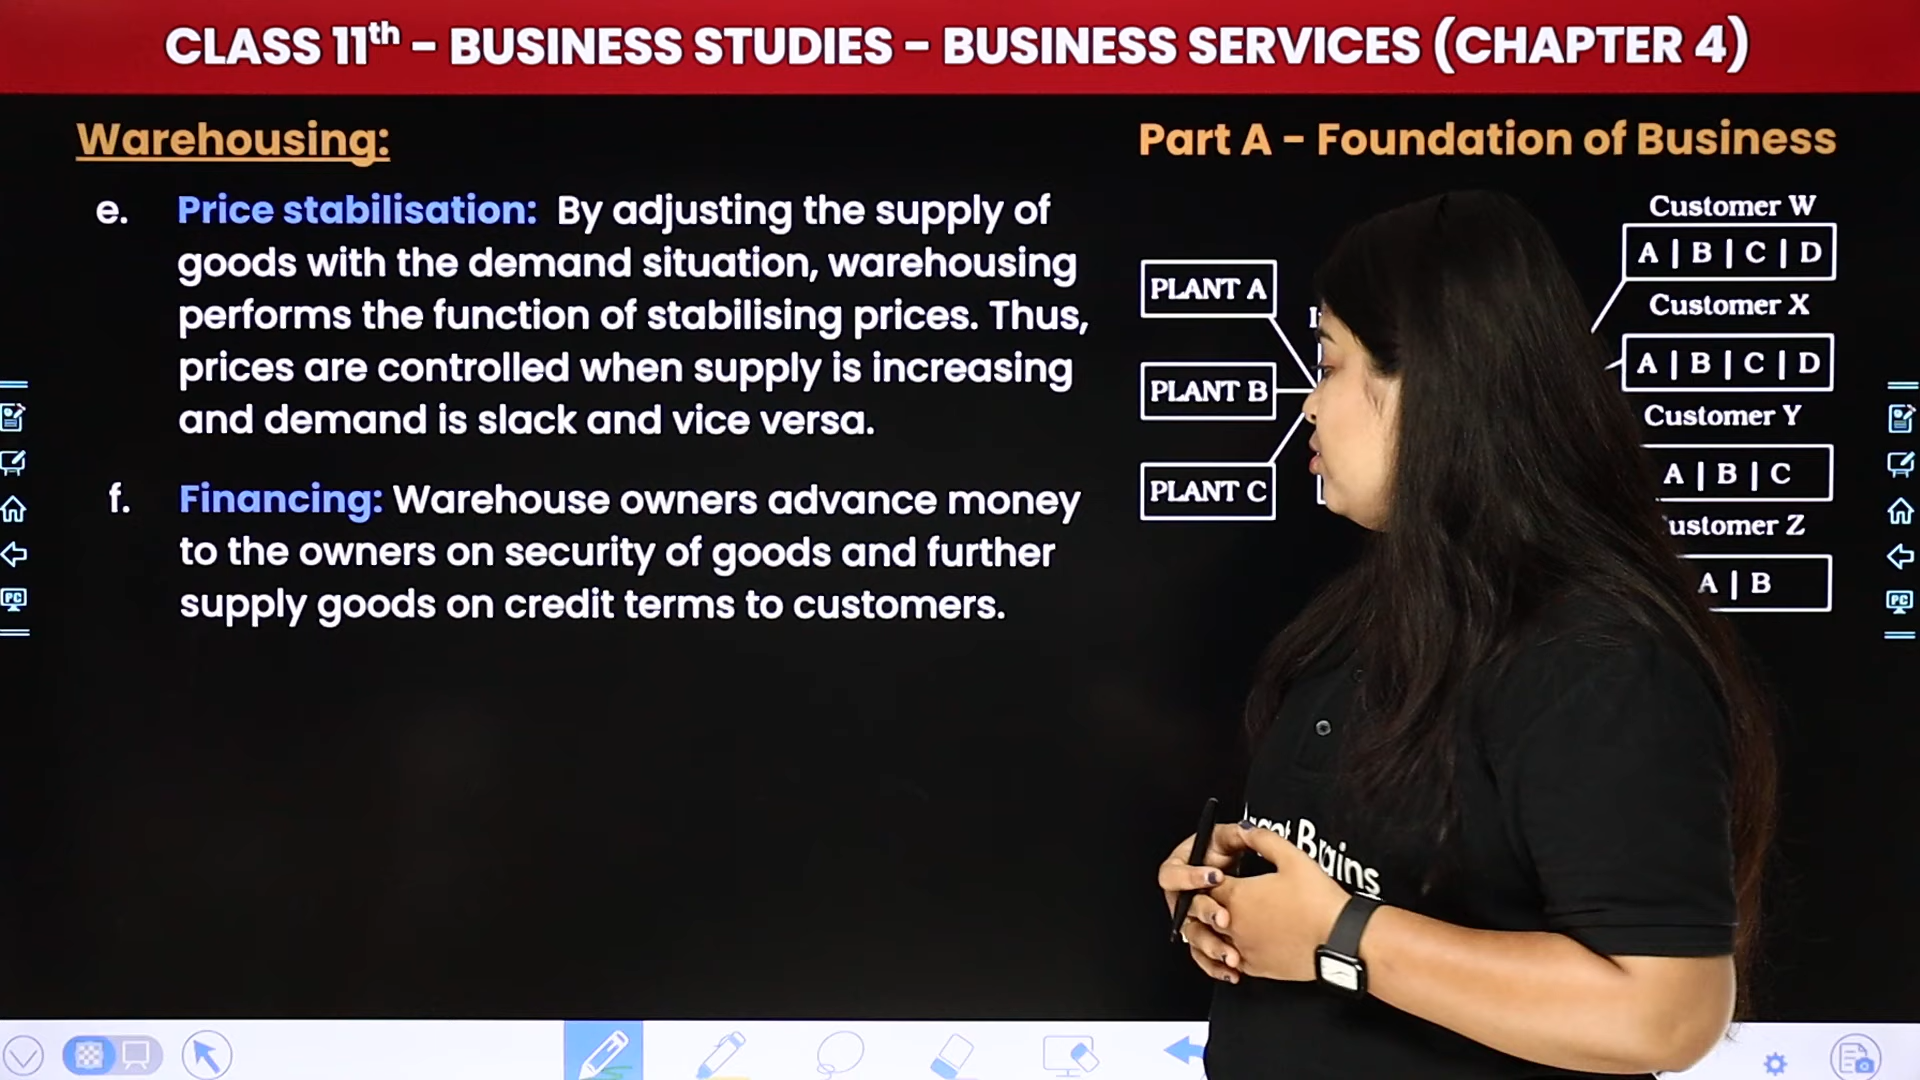 CLASS 11th - BUSINESS STUDIES - BUSINESS SERVICES (CHAPTER 4)
Warehousing:
Part A - Foundation of Business
e. Price stabilisation: By adjusting the supply of
goods with the demand situation, warehousing
performs the function of stabilising prices. Thus,
prices are controlled when supply is increasing
and demand is slack and vice versa.
f. Financing: Warehouse owners advance money
to the owners on security of goods and further
supply goods on credit terms to customers.
PLANT A
PLANT B
PLANT C
Customer W
A | B | C | D
Customer X
A | B | C | D
Customer Y
A | B | C
ustomer Z
A | B
Brains
PC
PC